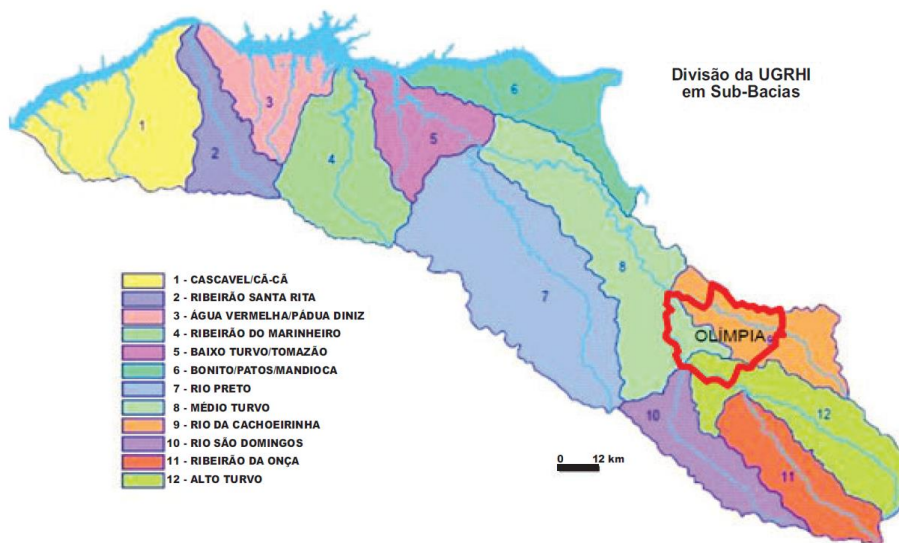 Divisão da UGRHI
em Sub-Bacias
1
2
3
4
5
6
7
8
OLÍMPIA
10
11
12
1 - CASCAVEL/CÃ-CÃ
2 - RIBEIRÃO SANTA RITA
3 - ÁGUA VERMELHA/PÁDUA DINIZ
4 - RIBEIRÃO DO MARINHEIRO
5 - BAIXO TURVO/TOMAZÃO
6 - BONITO/PATOS/MANDIOCA
7 - RIO PRETO
8 - MÉDIO TURVO
9 - RIO DA CACHOEIRINHA
10 - RIO SÃO DOMINGOS
11 - RIBEIRÃO DA ONÇA
12 - ALTO TURVO
0 12 km